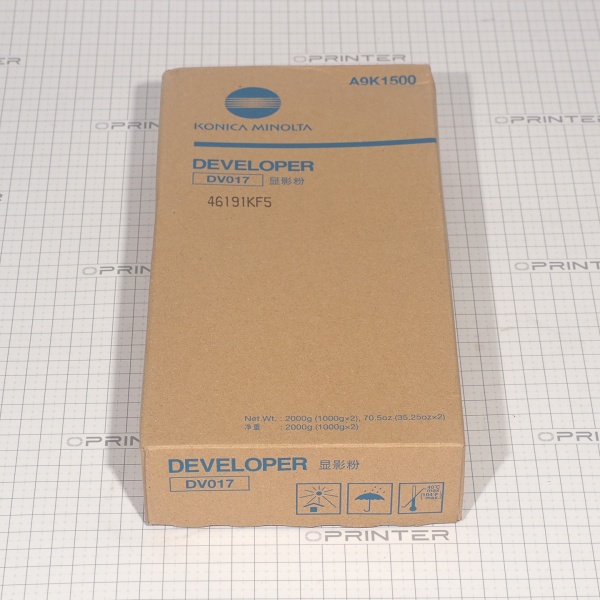 A9K1500
KONICA MINOLTA
DEVELOPER
DV017 显影粉
46191KF5
Net.Wt. : 2000g (1000g×2), 70.5oz (35.25oz×2)
净重 : 2000g (1000g×2)
DEVELOPER 显影粉
DV017
OPRINTER
OPRINTER
OPRINTER
OPRINTER
OPRINTER
OPRINTER
OPRINTER